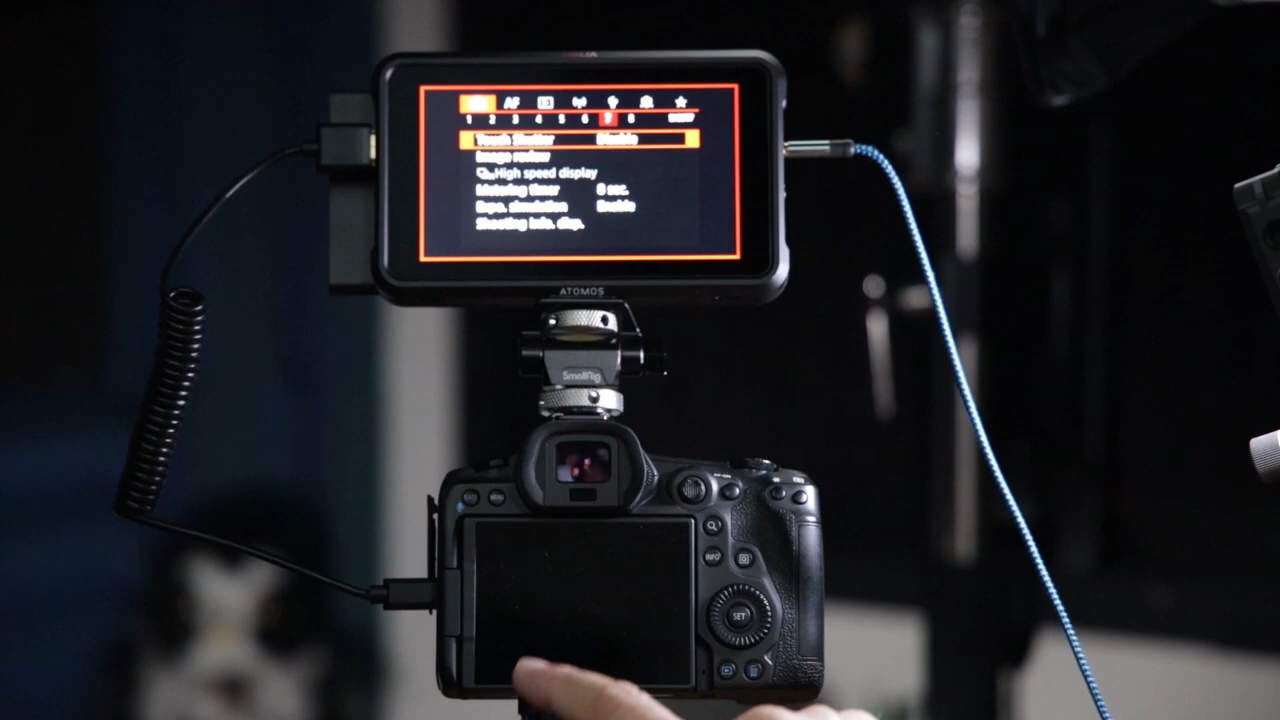 AF
1 2 3 4 5 6 7 8
Touch Shutter Disable
Image review
High speed display
Metering timer 8 sec.
Expo. simulation Enable
Shooting info. disp.
ATOMOS
SmallRig
RATE MENU
INFO
SET